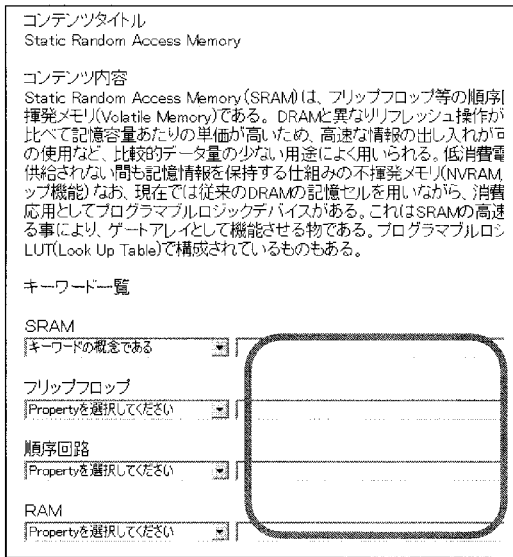 コンテンツタイトル
Static Random Access Memory
コンテンツ内容
Static Random Access Memory(SRAM)は、フリップフロップ等の順序
揮発メモリ(Volatile Memory)である。DRAMと異なりリフレッシュ操作が
比べて記憶容量あたりの単価が高いため、高速な情報の出し入れが可
の使用など、比較的データ量の少ない用途によく用いられる。低消費電
供給されない間も記憶情報を保持する仕組みの不揮発メモリ(NVRAM,
ップ機能)なお、現在では従来のDRAMの記憶セルを用いながら、消費
応用としてプログラマブルロジックデバイスがある。これはSRAMの高速
る事により、ゲートアレイとして機能させる物である。プログラマブルロジ
LUT(Look Up Table)で構成されているものもある。
キーワード一覧
SRAM
キーワードの概念である
フリップフロップ
Propertyを選択してください
順序回路
Propertyを選択してください
RAM
Propertyを選択してください